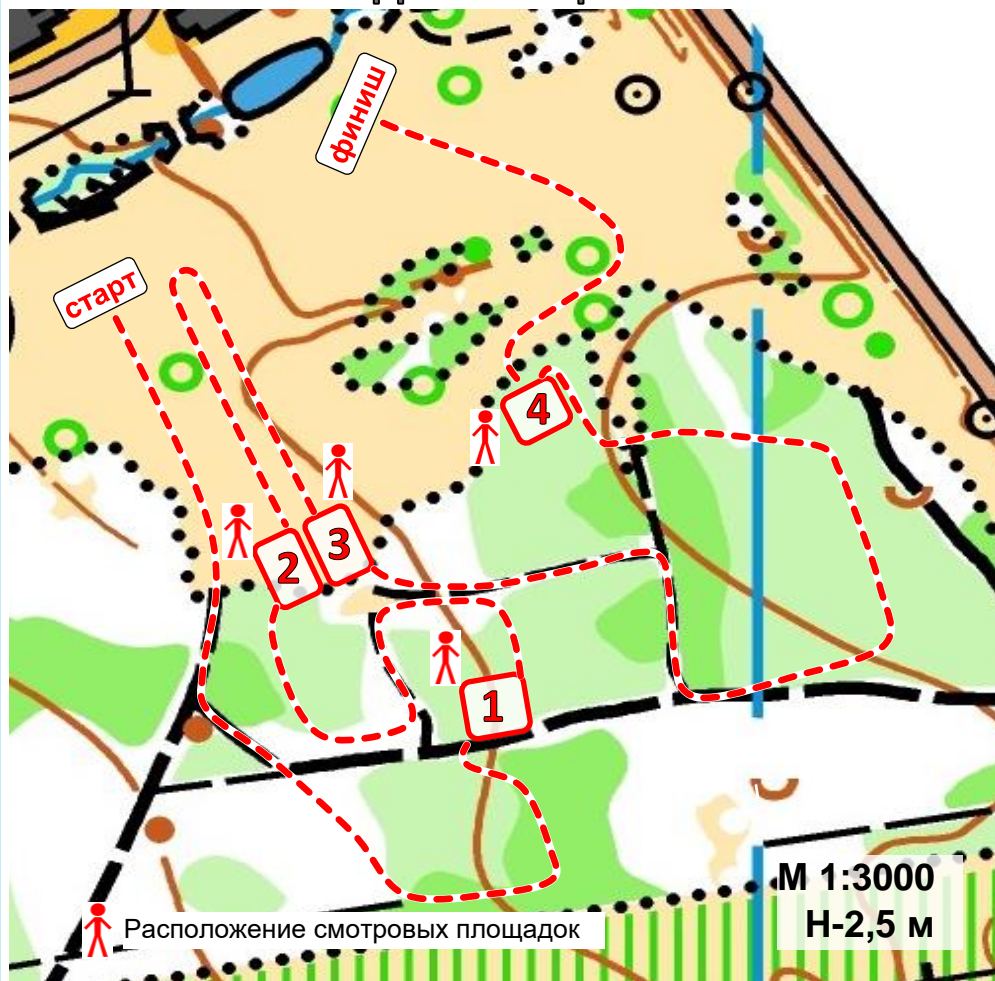 финиш
старт
4
3
2
1
М 1:3000
Н-2,5 м
Расположение смотровых площадок